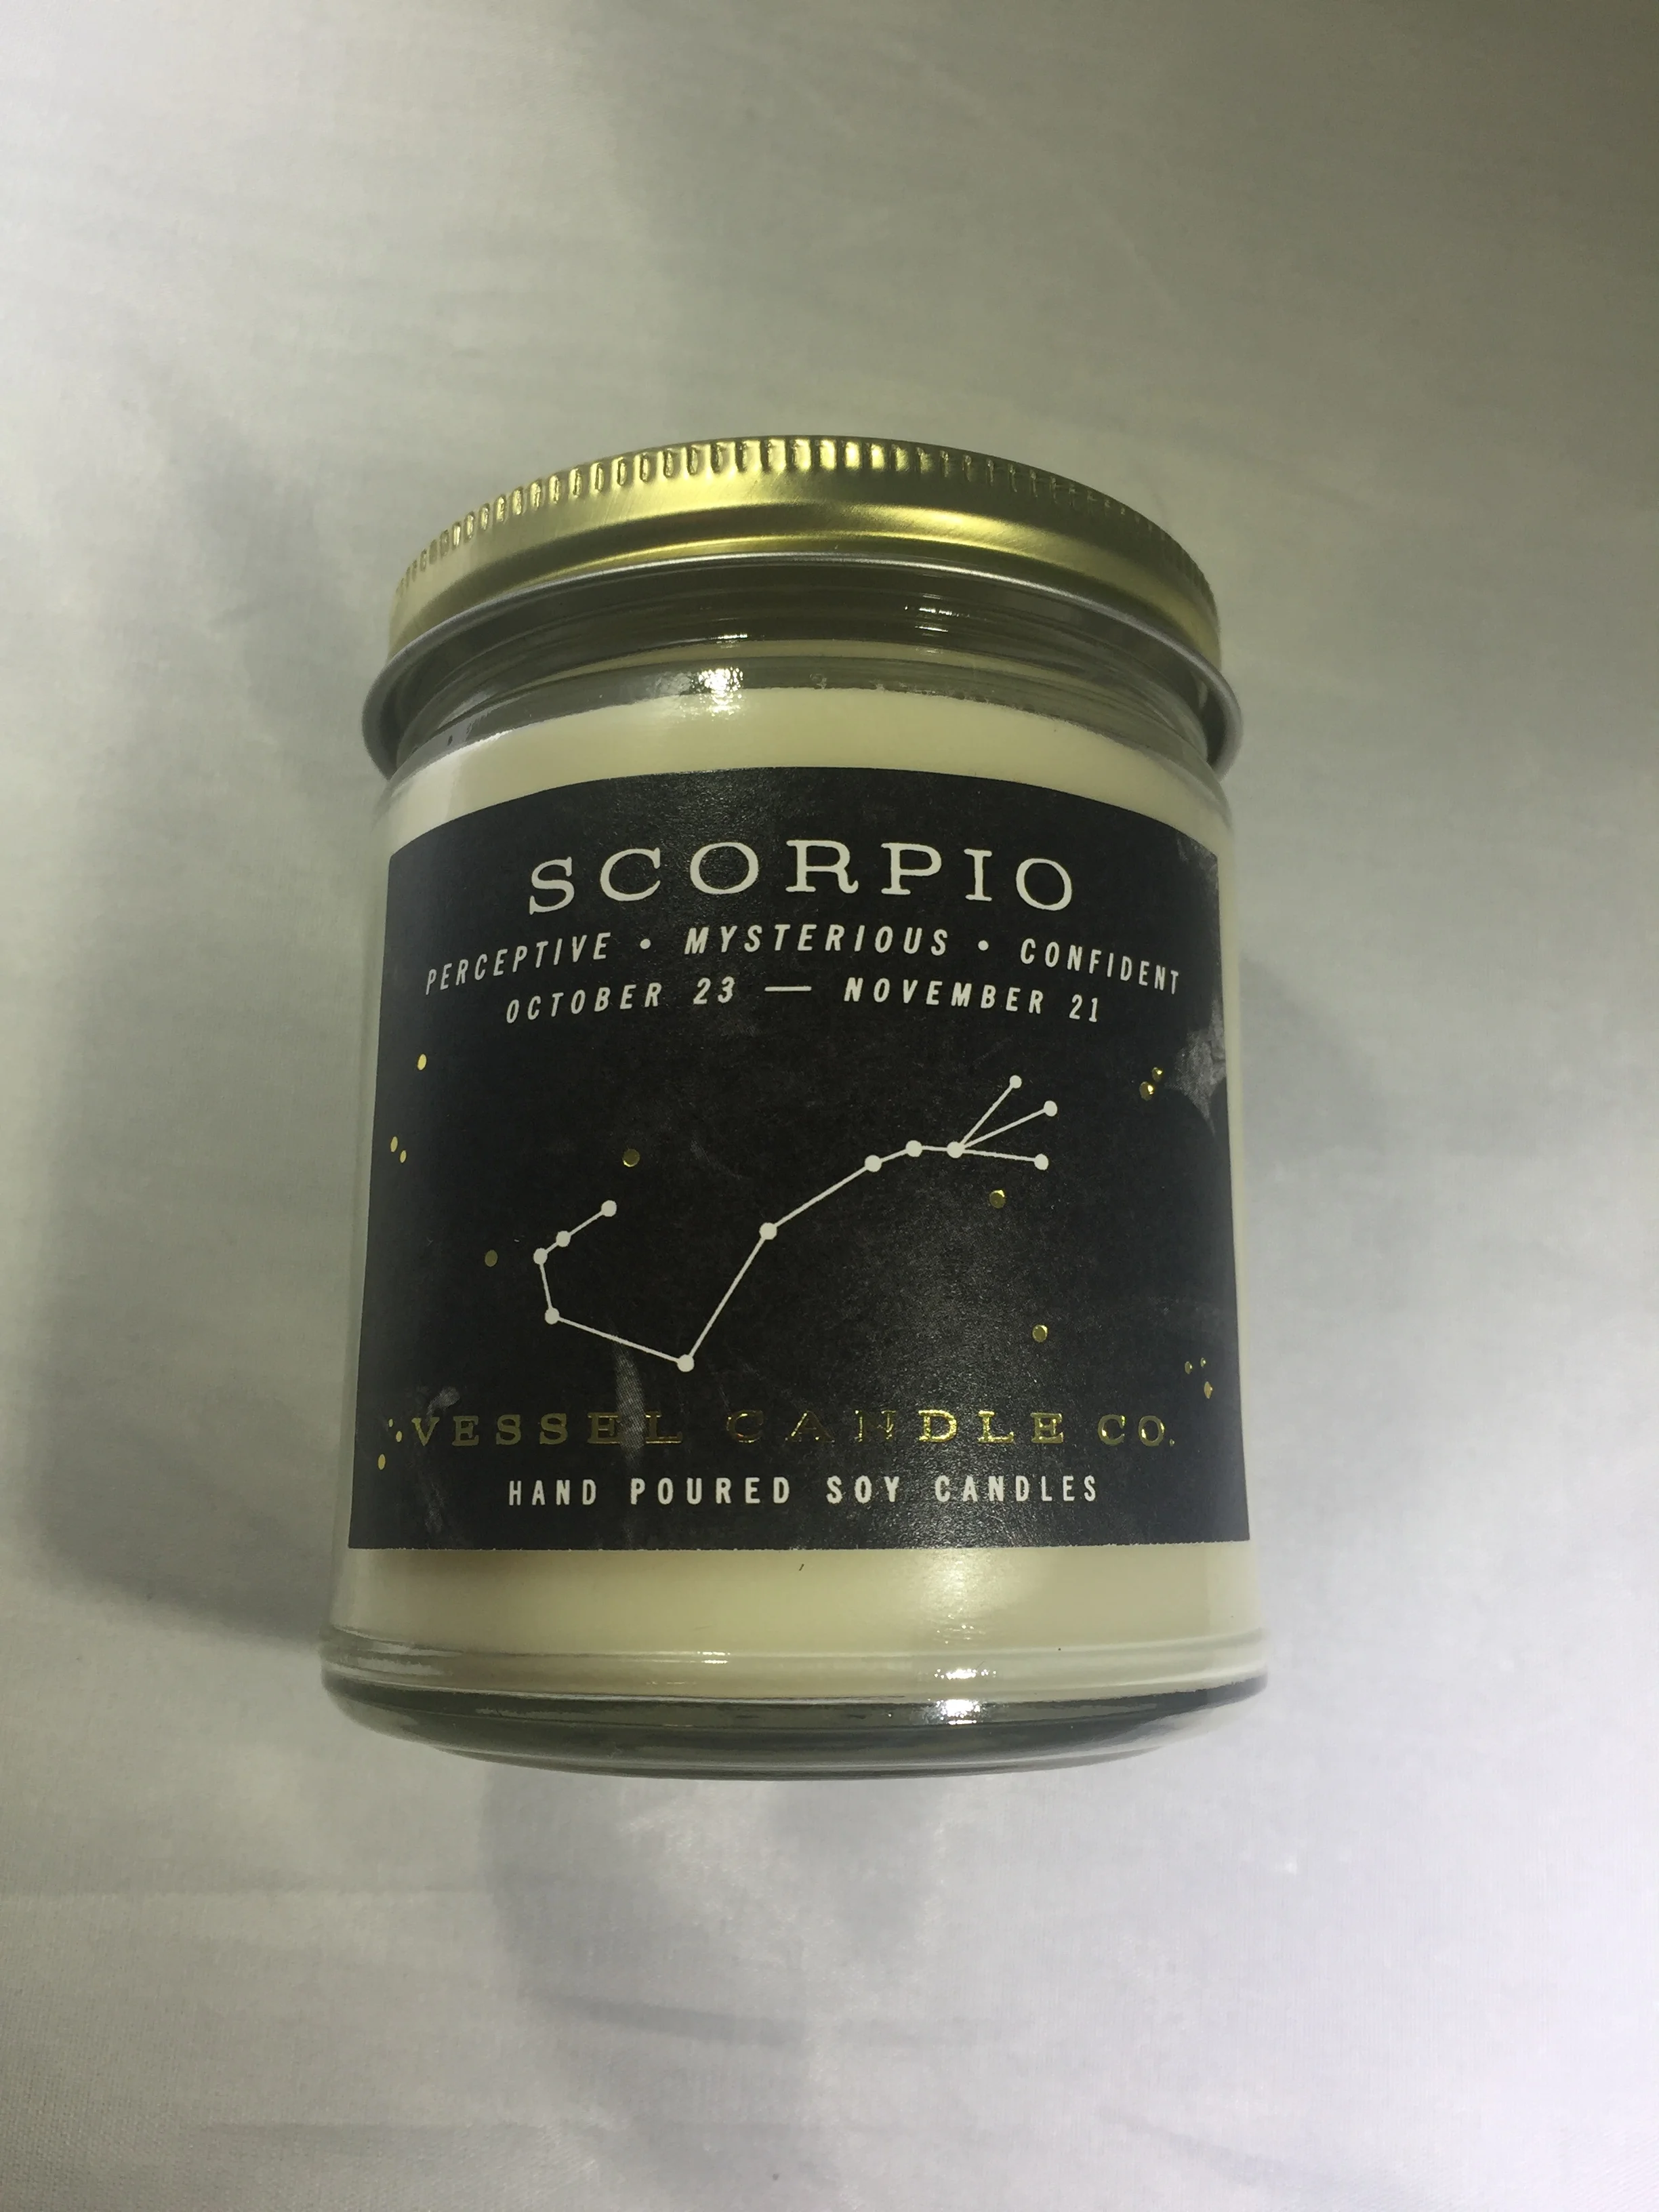 SCORPIO
PERCEPTIVE • MYSTERIOUS • CONFIDENT
OCTOBER 23 — NOVEMBER 21
VESSEL CANDLE CO.
HAND POURED SOY CANDLES